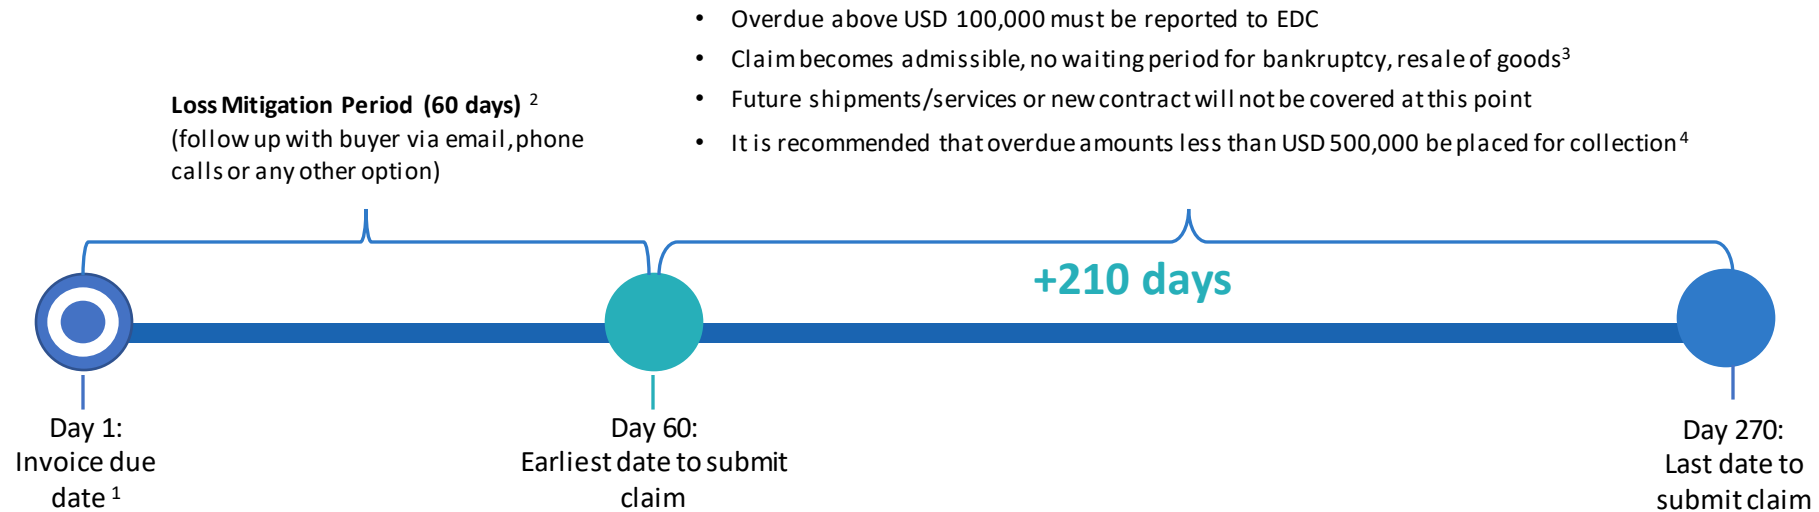 • Overdue above USD 100,000 must be reported to EDC
• Claim becomes admissible, no waiting period for bankruptcy, resale of goods³
• Future shipments/services or new contract will not be covered at this point
• It is recommended that overdue amounts less than USD 500,000 be placed for collection⁴
Loss Mitigation Period (60 days) ²
(follow up with buyer via email, phone
calls or any other option)
+210 days
Day 1:
Invoice due
date ¹
Day 60:
Earliest date to submit
claim
Day 270:
Last date to
submit claim